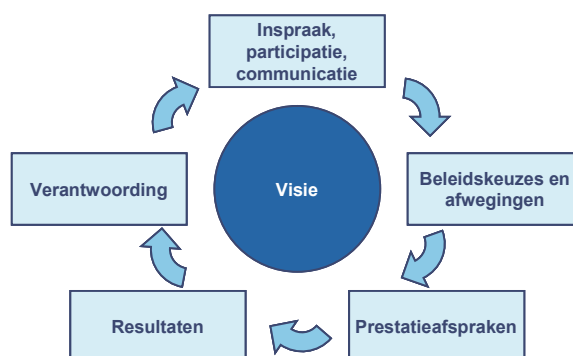 Inspraak,
participatie,
communicatie
Verantwoording
Visie
Beleidskeuzes en
afwegingen
Resultaten
Prestatieafspraken